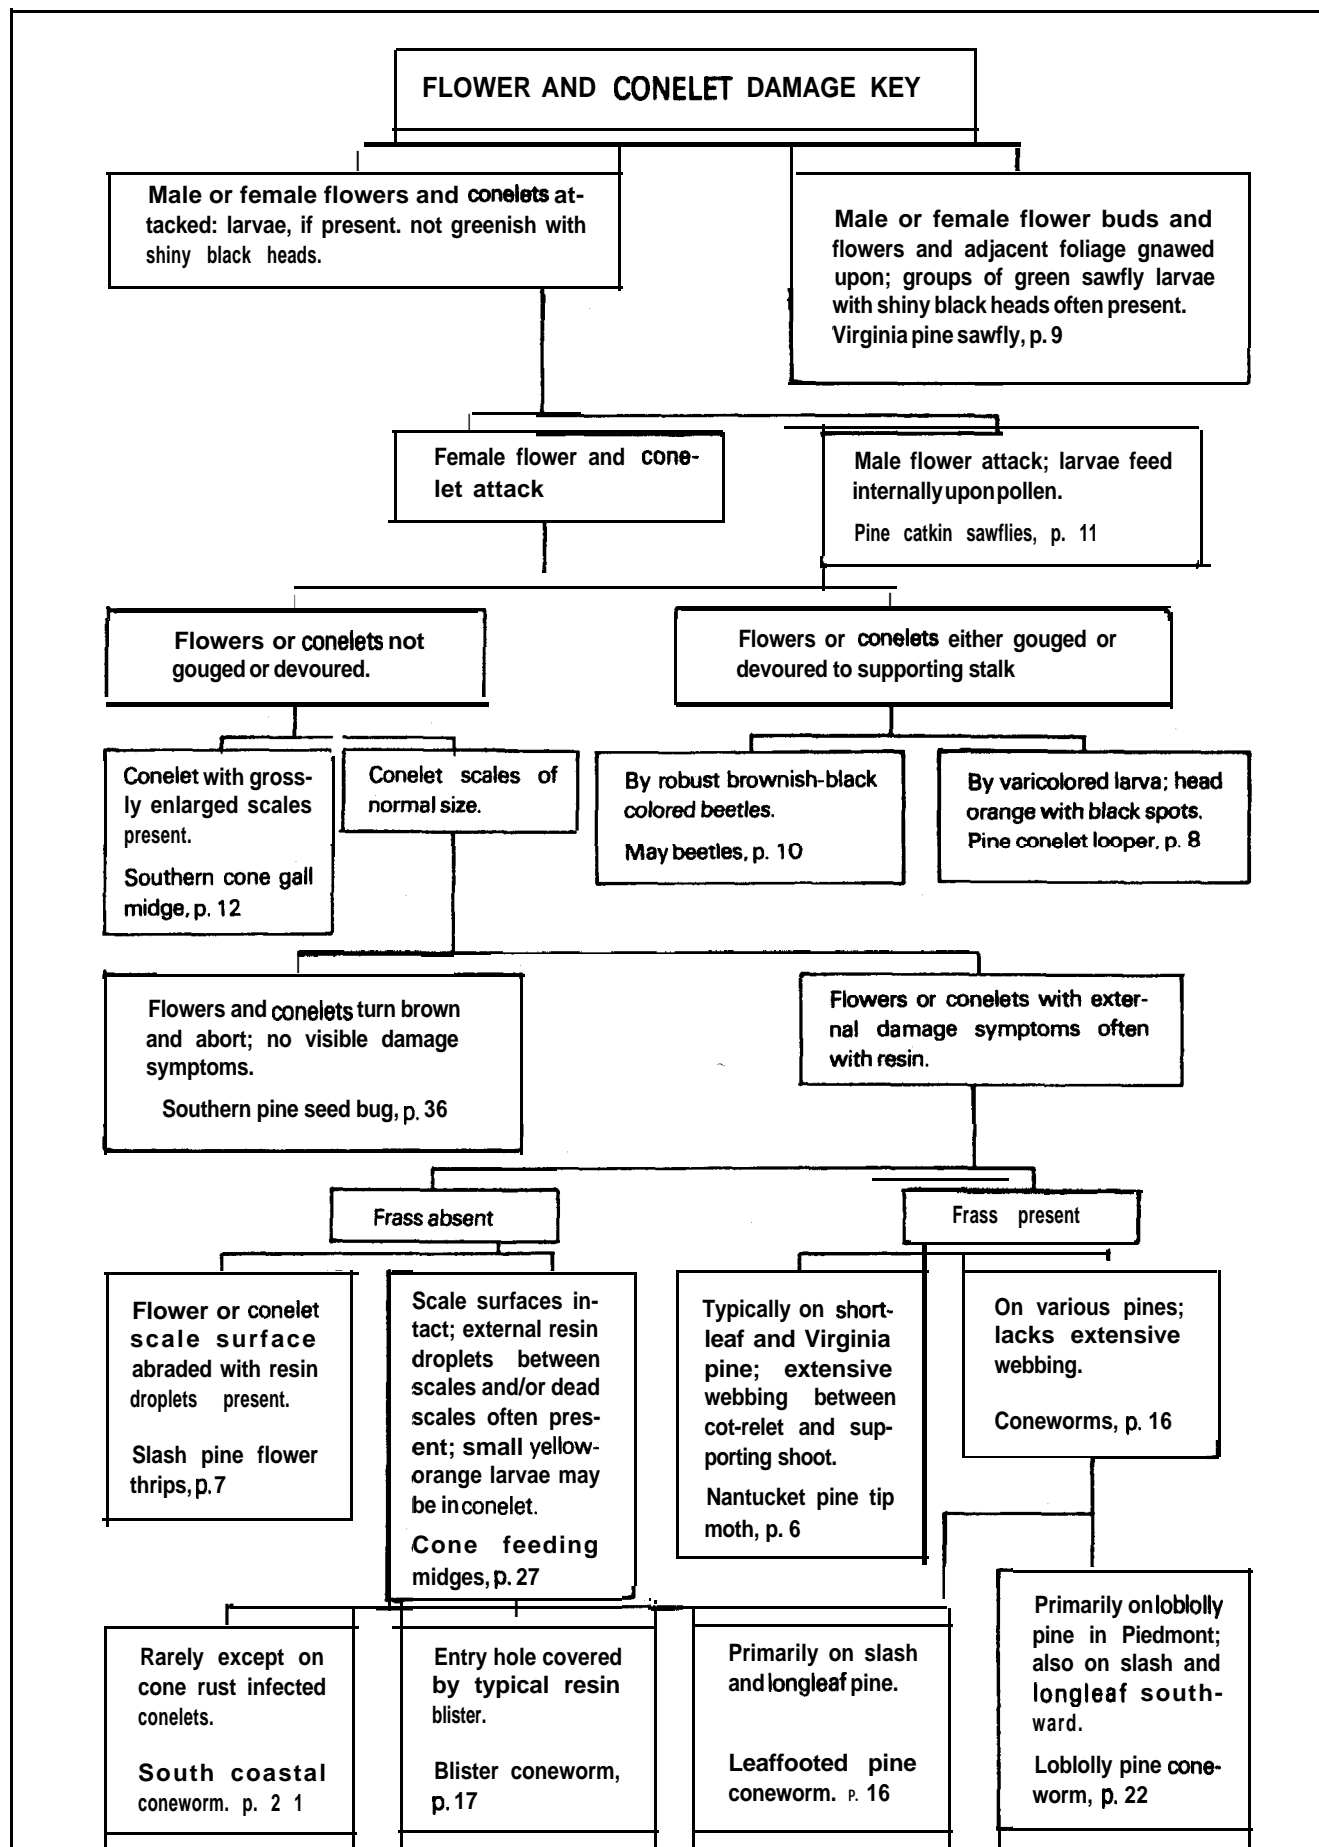 FLOWER AND CONELET DAMAGE KEY
Male or female flowers and conelets at-
tacked: larvae, if present. not greenish with
shiny black heads.
Male or female flower buds and
flowers and adjacent foliage gnawed
upon; groups of green sawfly larvae
with shiny black heads often present.
Virginia pine sawfly, p. 9
Female flower and cone-
let attack
Male flower attack; larvae feed
internally upon pollen.
Pine catkin sawflies, p. 11
Flowers or conelets not
gouged or devoured.
Flowers or conelets either gouged or
devoured to supporting stalk
Conelet with gross-
ly enlarged scales
present.
Southern cone gall
midge, p. 12
Conelet scales of
normal size.
By robust brownish-black
colored beetles.
May beetles, p. 10
By varicolored larva; head
orange with black spots.
Pine conelet looper, p. 8
Flowers and conelets turn brown
and abort; no visible damage
symptoms.
Southern pine seed bug, p. 36
Flowers or conelets with exter-
nal damage symptoms often
with resin.
Frass absent
Frass present
Flower or conelet
scale surface
abraded with resin
droplets present.
Slash pine flower
thrips, p. 7
Scale surfaces in-
tact; external resin
droplets between
scales and/or dead
scales often pres-
ent; small yellow-
orange larvae may
be in conelet.
Cone feeding
midges, p. 27
Typically on short-
leaf and Virginia
pine; extensive
webbing between
cot-relet and sup-
porting shoot.
Nantucket pine tip
moth, p. 6
On various pines;
lacks extensive
webbing.
Coneworms, p. 16
Rarely except on
cone rust infected
conelets.
South coastal
coneworm. p. 2 1
Entry hole covered
by typical resin
blister.
Blister coneworm,
p. 17
Primarily on slash
and longleaf pine.
Leaffooted pine
coneworm. P. 16
Primarily on loblolly
pine in Piedmont;
also on slash and
longleaf south-
ward.
Loblolly pine cone-
worm, p. 22